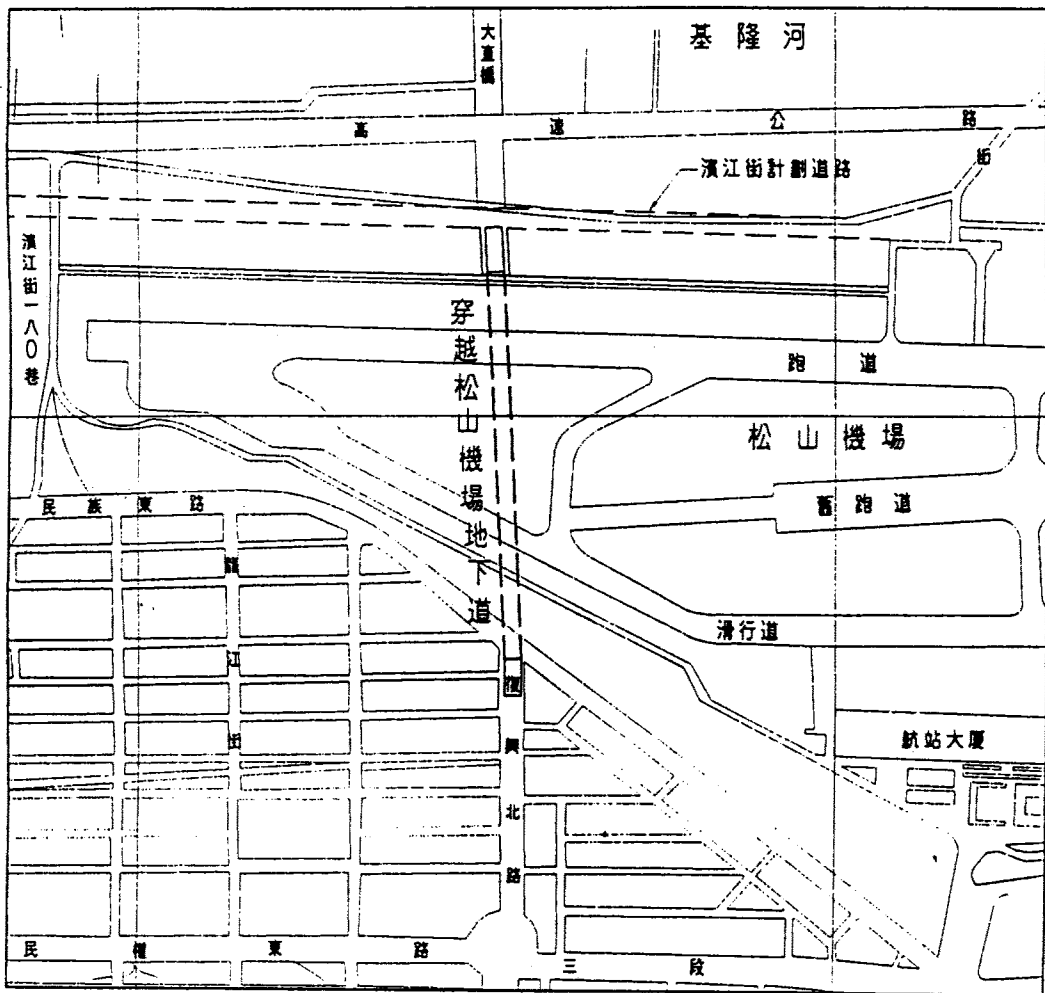 基隆河
大直橋
高速公路
街
濱江街計劃道路
濱江街一八〇巷
穿越松山機場地下道
跑道
松山機場
舊跑道
民族東路
龍江街
滑行道
復興北路
航站大廈
民權東路三段